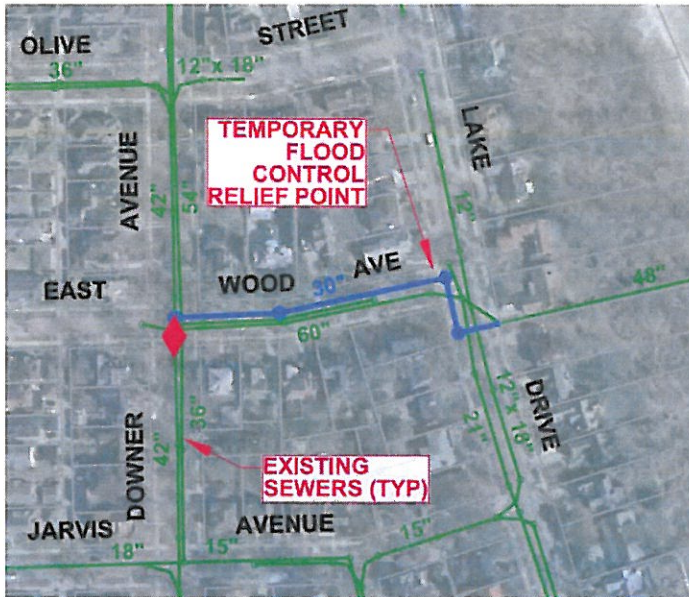 OLIVE
STREET
36"
12"x 18"
TEMPORARY
FLOOD
CONTROL
RELIEF POINT
LAKE
AVENUE
42"
54"
12"
EAST
WOOD
AVE
30"
48"
60"
DOWNER
42"
36"
21"
12"x 18"
DRIVE
EXISTING
SEWERS (TYP)
JARVIS
AVENUE
18"
15"
15"